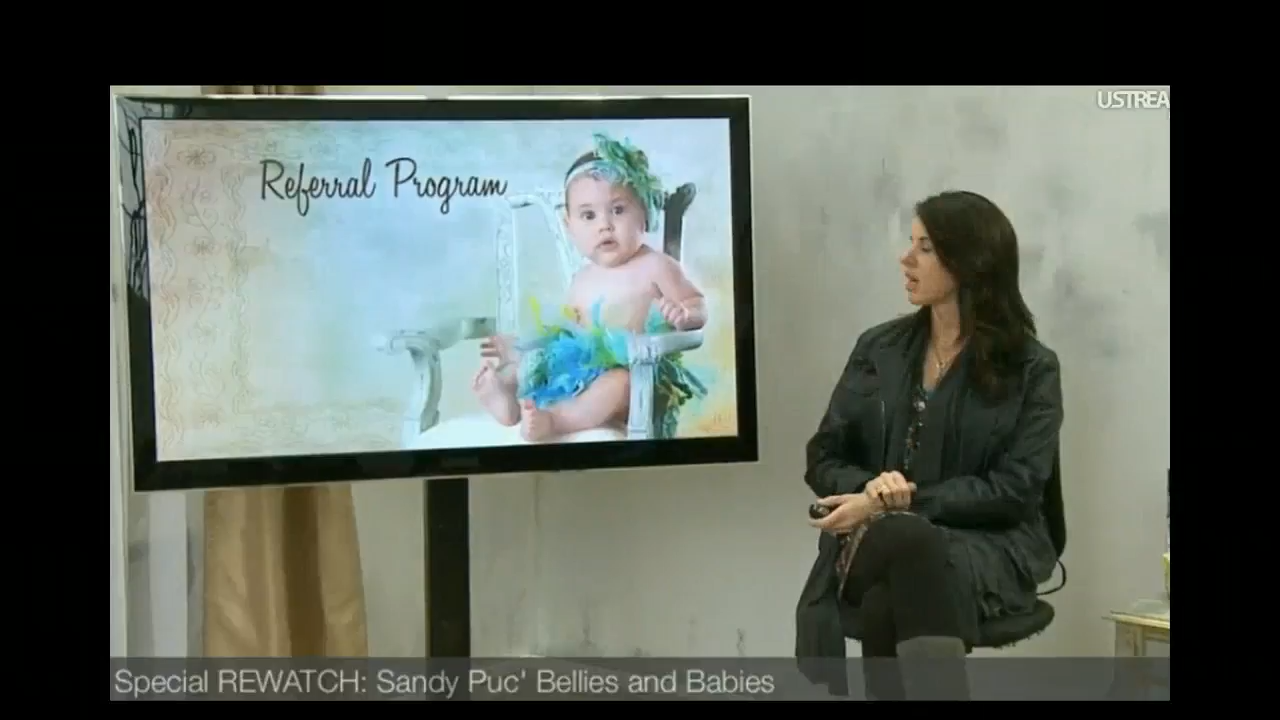 USTREA
Referral Program
Special REWATCH: Sandy Puc' Bellies and Babies